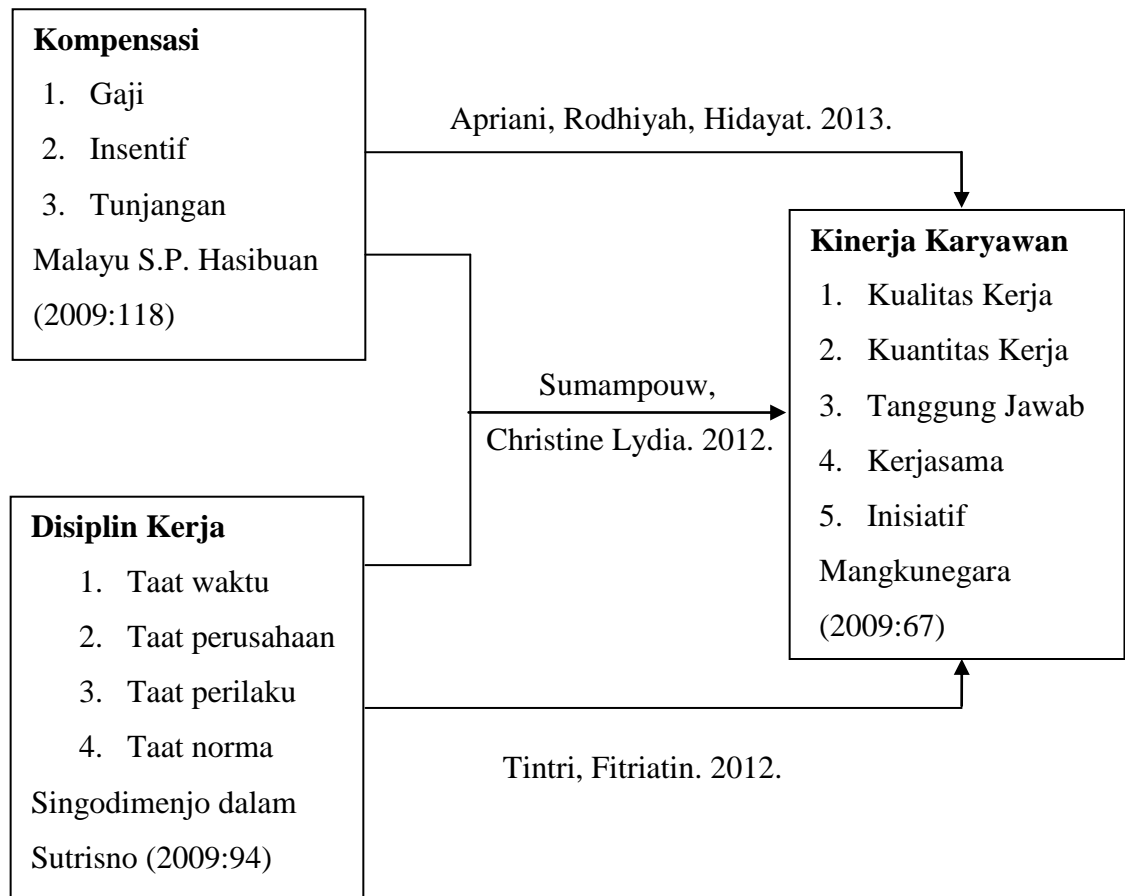 Kompensasi
1. Gaji
2. Insentif
3. Tunjangan
Malayu S.P. Hasibuan
(2009:118)
Apriani, Rodhiyah, Hidayat. 2013.
Sumampouw,
Christine Lydia. 2012.
Kinerja Karyawan
1. Kualitas Kerja
2. Kuantitas Kerja
3. Tanggung Jawab
4. Kerjasama
5. Inisiatif
Mangkunegara
(2009:67)
Disiplin Kerja
1. Taat waktu
2. Taat perusahaan
3. Taat perilaku
4. Taat norma
Singodimenjo dalam
Sutrisno (2009:94)
Tintri, Fitriatin. 2012.